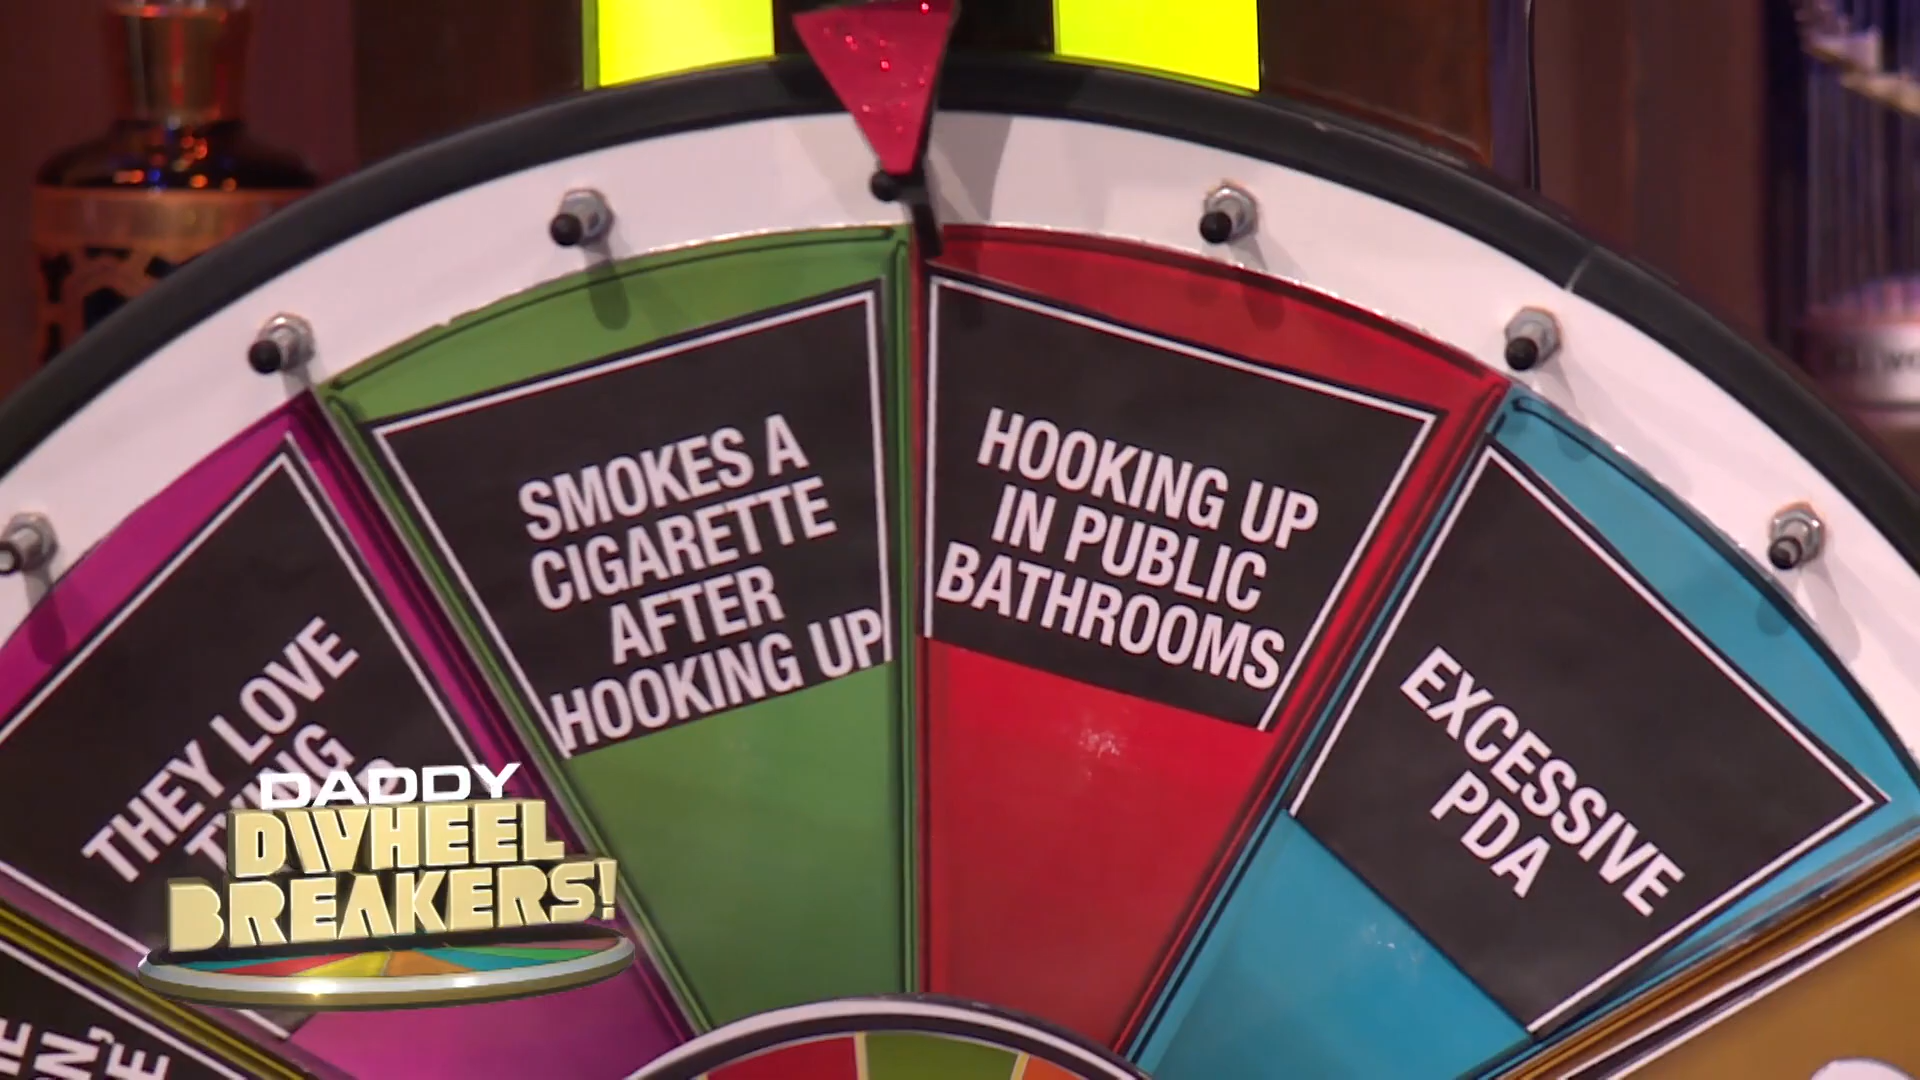 THEY LOVE
SMOKES A
CIGARETTE
AFTER
HOOKING UP
HOOKING UP
IN PUBLIC
BATHROOMS
EXCESSIVE
PDA
DADDY
DWHEEL
BREAKERS!